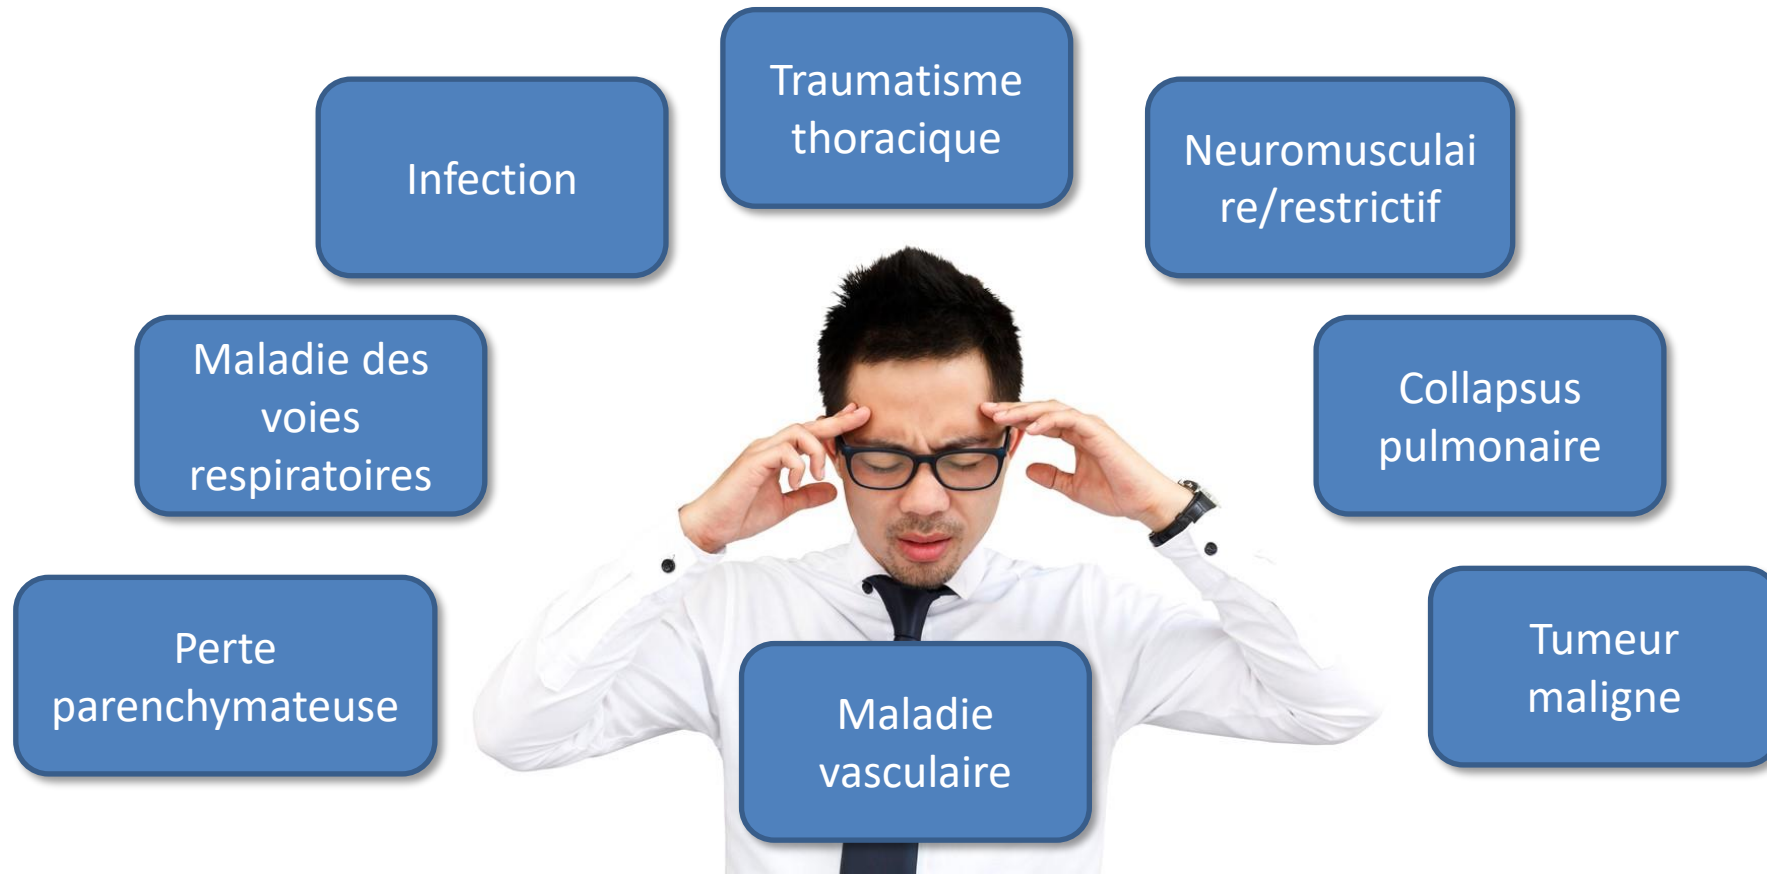 Traumatisme
thoracique
Infection
Neuromusculai
re/restrictif
Maladie des
voies
respiratoires
Collapsus
pulmonaire
Perte
parenchymateuse
Maladie
vasculaire
Tumeur
maligne